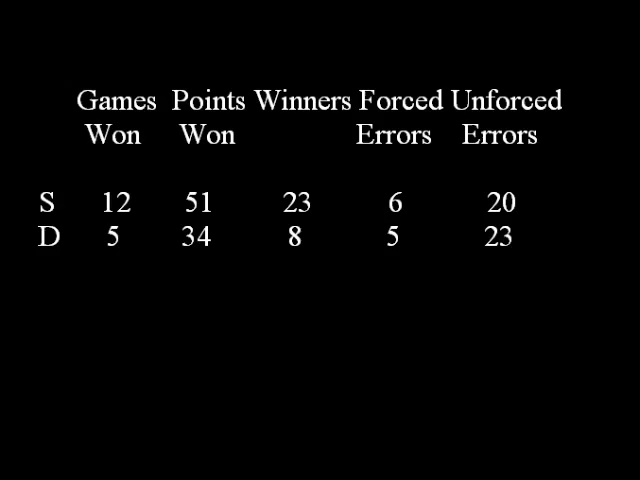 Games Points Winners Forced Unforced
Won Won Errors Errors
S 12 51 23 6 20
D 5 34 8 5 23